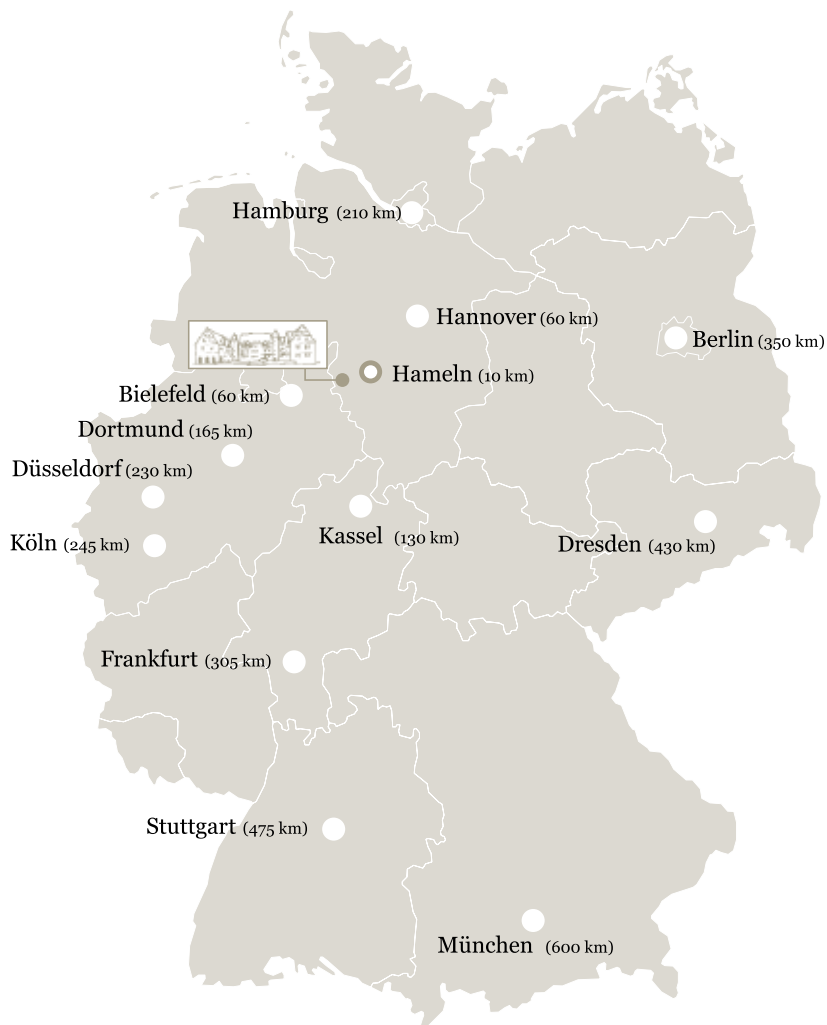 Hamburg (210 km)
Hannover (60 km)
Berlin (350 km)
Hameln (10 km)
Bielefeld (60 km)
Dortmund (165 km)
Düsseldorf (230 km)
Kassel (130 km)
Köln (245 km)
Dresden (430 km)
Frankfurt (305 km)
Stuttgart (475 km)
München (600 km)